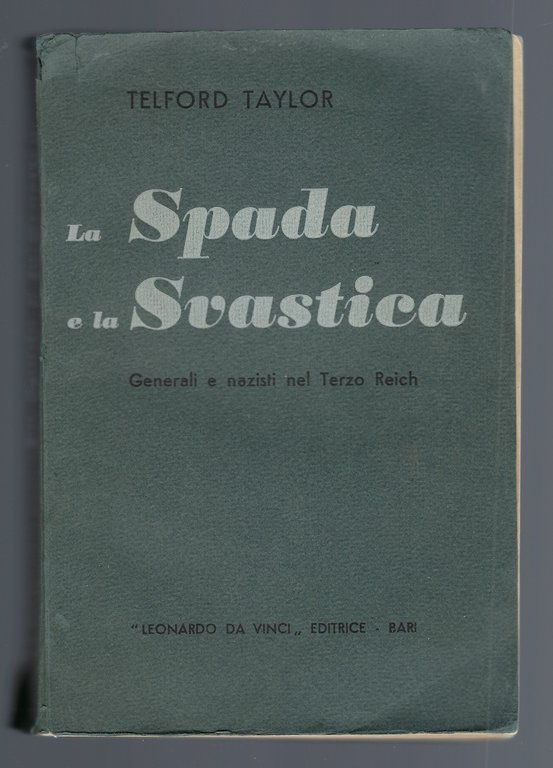 TELFORD TAYLOR
La Spada
e la Svastica
Generali e nazisti nel Terzo Reich
"LEONARDO DA VINCI„ EDITRICE - BARI